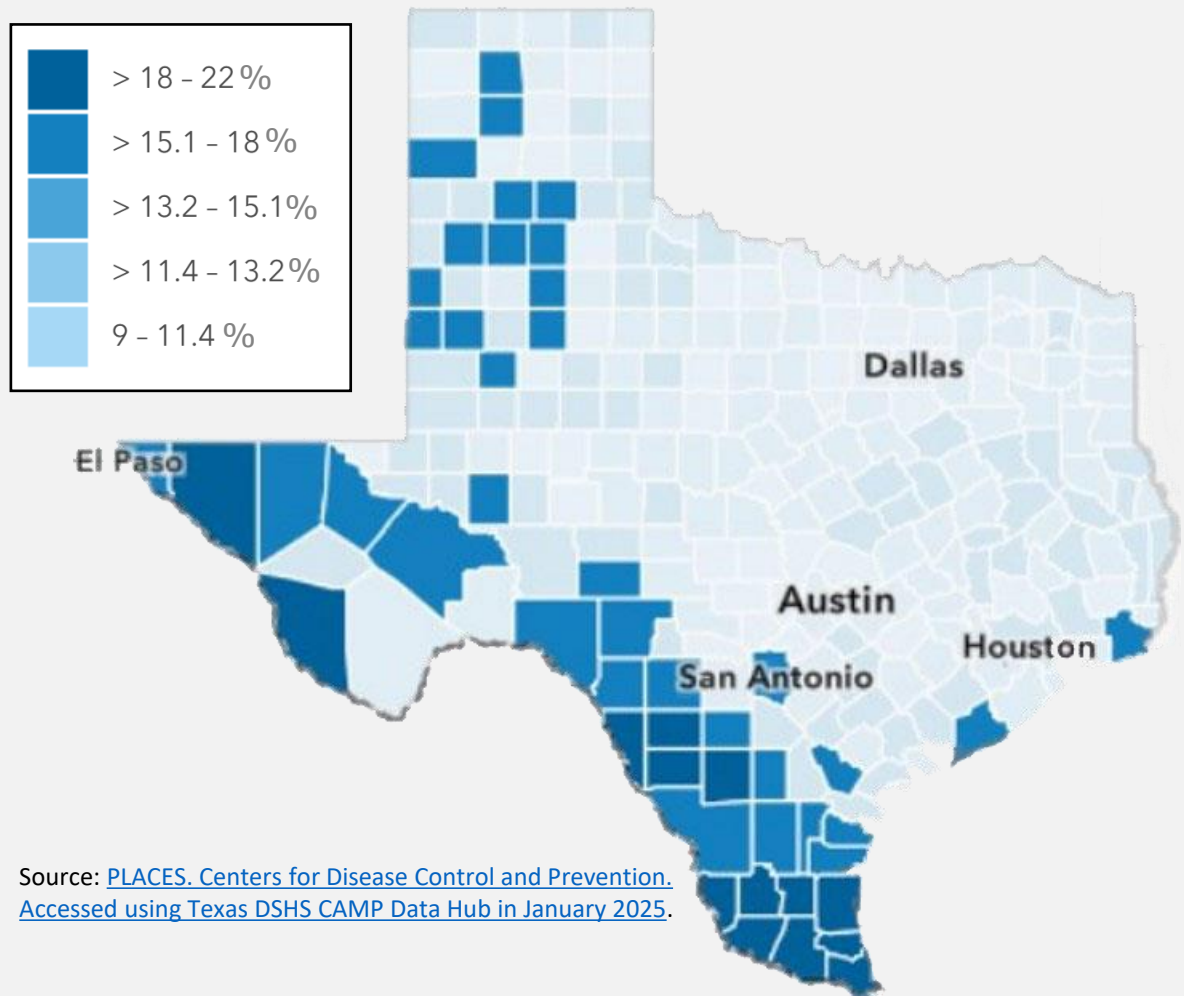 > 18 – 22 %
> 15.1 – 18 %
> 13.2 – 15.1%
> 11.4 – 13.2%
9 – 11.4 %
Dallas
El Paso
Austin
Houston
San Antonio
Source: PLACES. Centers for Disease Control and Prevention.
Accessed using Texas DSHS CAMP Data Hub in January 2025.